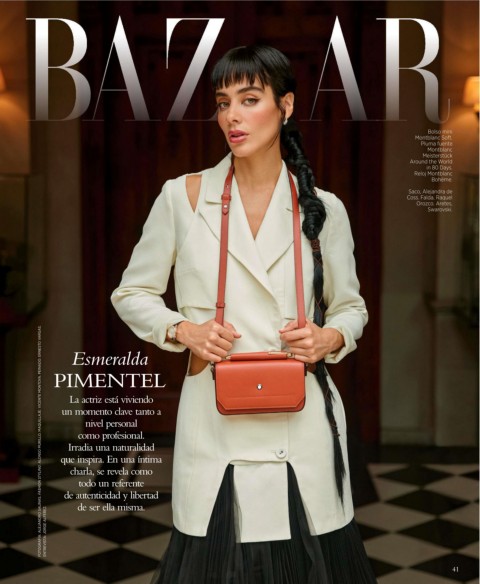 BAZAAR
Bolso mini
Montblanc Soft,
Pluma fuente
Montblanc
Meisterstück
Around the World
in 80 Days,
Reloj Montblanc
Boheme.
Saco, Alejandra de
Coss, Falda, Raquel
Orozco. Aretes,
Swarovski.
Esmeralda
PIMENTEL
La actriz está viviendo
un momento clave tanto a
nivel personal
como profesional.
Irradia una naturalidad
que inspira. En una íntima
charla, se revela como
todo un referente
de autenticidad y libertad
de ser ella misma.
41